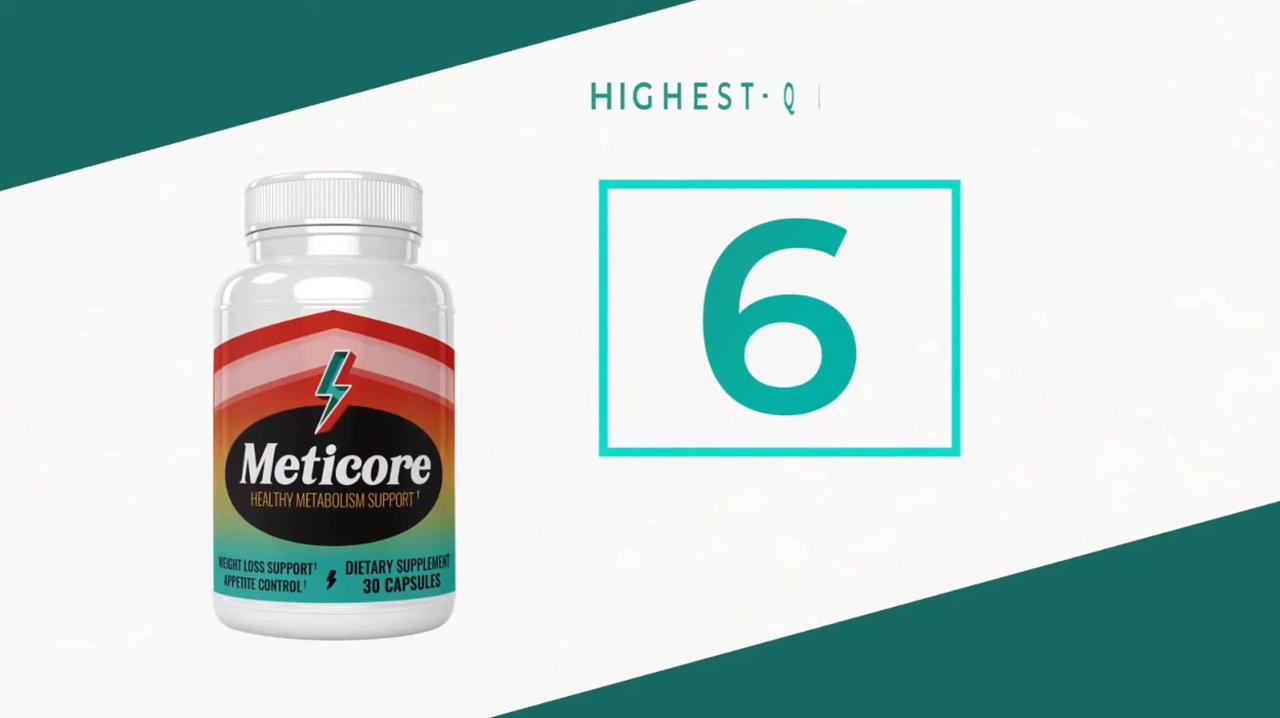 HIGHEST-Q
6
Meticore
HEALTHY METABOLISM SUPPORT†
WEIGHT LOSS SUPPORT†
APPETITE CONTROL†
DIETARY SUPPLEMENT
30 CAPSULES